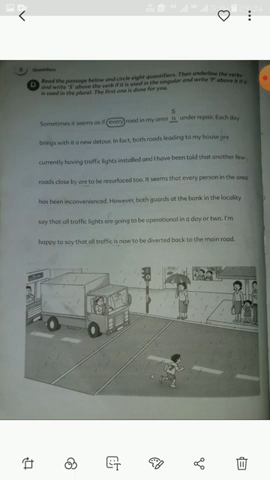 8 Quantifiers
D Read the passage below and circle eight quantifiers. Then underline the verbs
and write 'S' above the verb if it is used in the singular and write 'P' above it if it
is used in the plural. The first one is done for you.
S
Sometimes it seems as if every road in my area is under repair. Each day
brings with it a new detour. In fact, both roads leading to my house are
currently having traffic lights installed and I have been told that another few
roads close by are to be resurfaced too. It seems that every person in the area
has been inconvenienced. However, both guards at the bank in the locality
say that all traffic lights are going to be operational in a day or two. I'm
happy to say that all traffic is now to be diverted back to the main road.